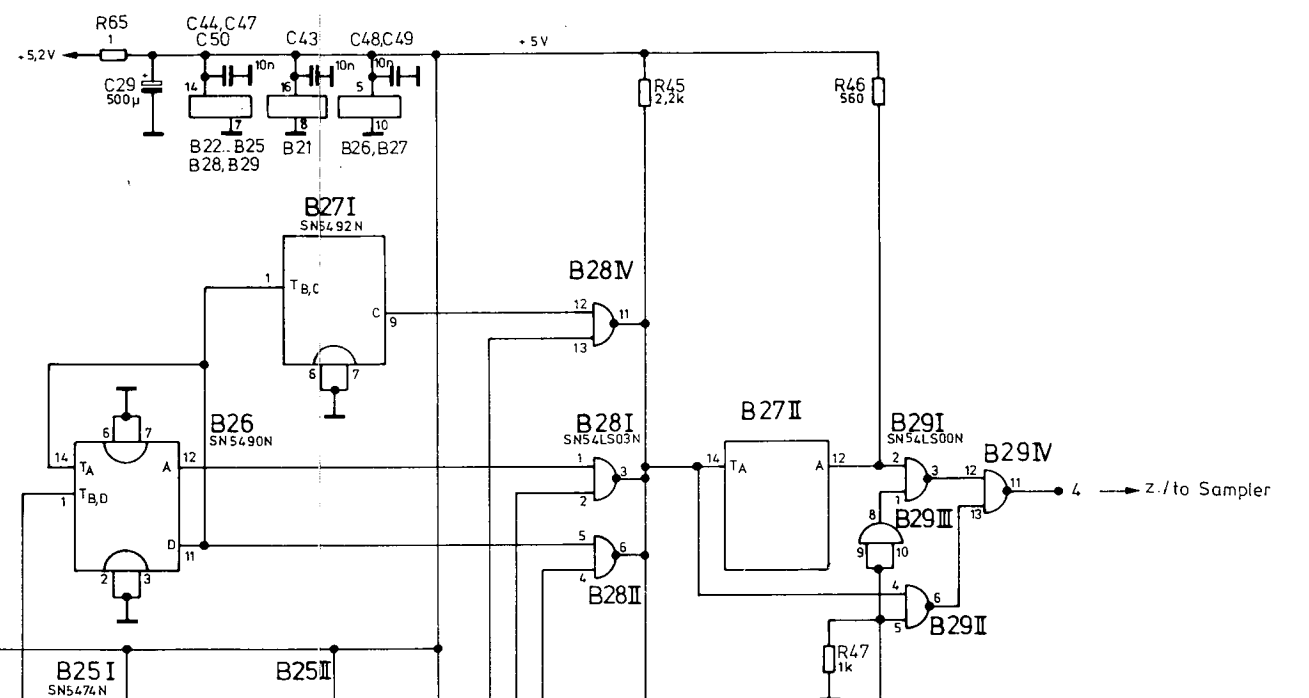 R65
1
C44,C47
C50
C43
C48,C49
+5V
+5,2V
10n
10n
10n
C29
500µ
+
14
16
5
7
8
10
R45
2,2k
R46
560
B22..B25
B28,B29
B21
B26,B27
B27I
SN5492N
1
T B,C
C
9
6
7
B28IV
12
11
13
B26
SN5490N
6
7
14
TA
A
12
1
TB,D
D
11
2
3
B28I
SN54LS03N
1
3
2
5
6
4
B28II
B27II
14
TA
A
12
B29I
SN54LS00N
2
3
1
B29IV
12
11
13
4
z./to Sampler
8
B29III
9
10
4
6
5
B29II
R47
1k
B25I
SN5474N
B25II